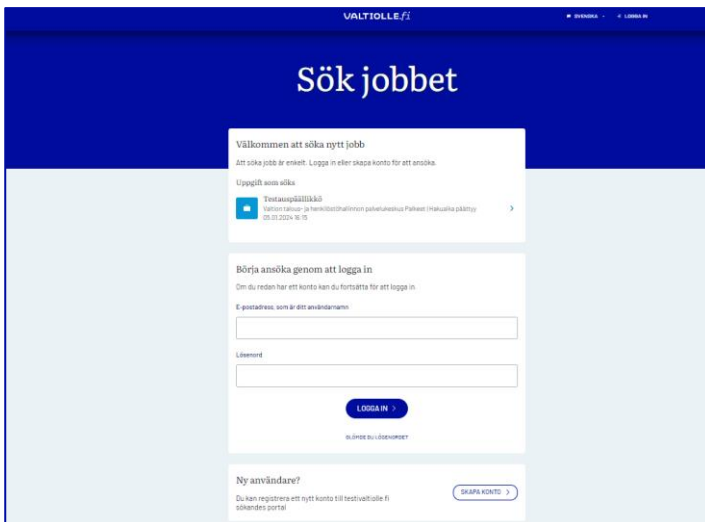 VALTIOLLE.fi
SVENSKA
LOGGA IN
Sök jobbet
Välkommen att söka nytt jobb
Att söka jobb är enkelt. Logga in eller skapa konto för att ansöka.
Uppgift som söks
Testauspäällikkö
Valtion talous- ja henkilöstöhallinnon palvelukeskus Palkeet | Hakuaika päättyy
05.01.2024 16:15
Börja ansöka genom att logga in
Om du redan har ett konto kan du fortsätta för att logga in
E-postadress, som är ditt användarnamn
Lösenord
LOGGA IN
GLÖMDE DU LÖSENORDET
Ny användare?
SKAPA KONTO
Du kan registrera ett nytt konto till testivaltiolle fi
sökandes portal